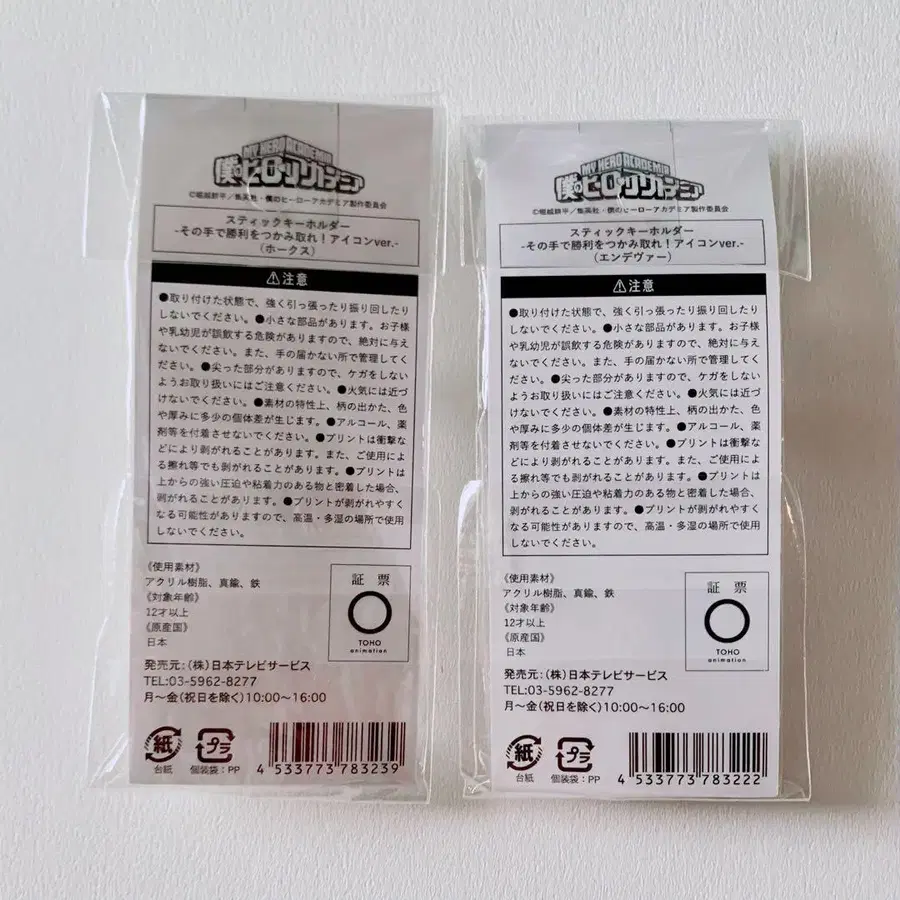 MY HERO ACADEMIA
僕のヒーローアカデミア
©堀越耕平／集英社・僕のヒーローアカデミア製作委員会
スティックキーホルダー
-その手で勝利をつかみ取れ！アイコンver.-
（ホークス）
⚠注意
●取り付けた状態で、強く引っ張ったり振り回したり
しないでください。●小さな部品があります。お子様
や乳幼児が誤飲する危険がありますので、絶対に与え
ないでください。また、手の届かない所で管理してく
ださい。●尖った部分がありますので、ケガをしない
ようお取り扱いにはご注意ください。●火気には近づ
けないでください。●素材の特性上、柄の出かた、色
や厚みに多少の個体差が生じます。●アルコール、薬
剤等を付着させないでください。●プリントは衝撃な
どにより剥がれることがあります。また、ご使用によ
る擦れ等でも剥がれることがあります。●プリントは
上からの強い圧迫や粘着力のある物と密着した場合、
剥がれることがあります。●プリントが剥がれやすく
なる可能性がありますので、高温・多湿の場所で使用
しないでください。
《使用素材》
アクリル樹脂、真鍮、鉄
《対象年齢》
12才以上
《原産国》
日本
証 票
TOHO
animation
発売元：（株）日本テレビサービス
TEL:03-5962-8277
月〜金（祝日を除く）10:00〜16:00
紙
台紙
プラ
個装袋：PP
4 533773 783239
MY HERO ACADEMIA
僕のヒーローアカデミア
©堀越耕平／集英社・僕のヒーローアカデミア製作委員会
スティックキーホルダー
-その手で勝利をつかみ取れ！アイコンver.-
（エンデヴァー）
⚠注意
●取り付けた状態で、強く引っ張ったり振り回したり
しないでください。●小さな部品があります。お子様
や乳幼児が誤飲する危険がありますので、絶対に与え
ないでください。また、手の届かない所で管理してく
ださい。●尖った部分がありますので、ケガをしない
ようお取り扱いにはご注意ください。●火気には近づ
けないでください。●素材の特性上、柄の出かた、色
や厚みに多少の個体差が生じます。●アルコール、薬
剤等を付着させないでください。●プリントは衝撃な
どにより剥がれることがあります。また、ご使用によ
る擦れ等でも剥がれることがあります。●プリントは
上からの強い圧迫や粘着力のある物と密着した場合、
剥がれることがあります。●プリントが剥がれやすく
なる可能性がありますので、高温・多湿の場所で使用
しないでください。
《使用素材》
アクリル樹脂、真鍮、鉄
《対象年齢》
12才以上
《原産国》
日本
証 票
TOHO
animation
発売元：（株）日本テレビサービス
TEL:03-5962-8277
月〜金（祝日を除く）10:00〜16:00
紙
台紙
プラ
個装袋：PP
4 533773 783222